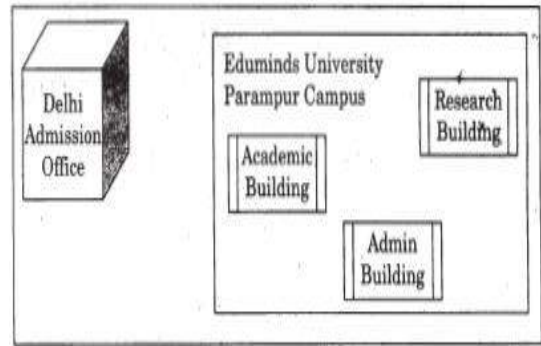 Delhi
Admission
Office
Eduminds University
Parampur Campus
Research
Building
Academic
Building
Admin
Building